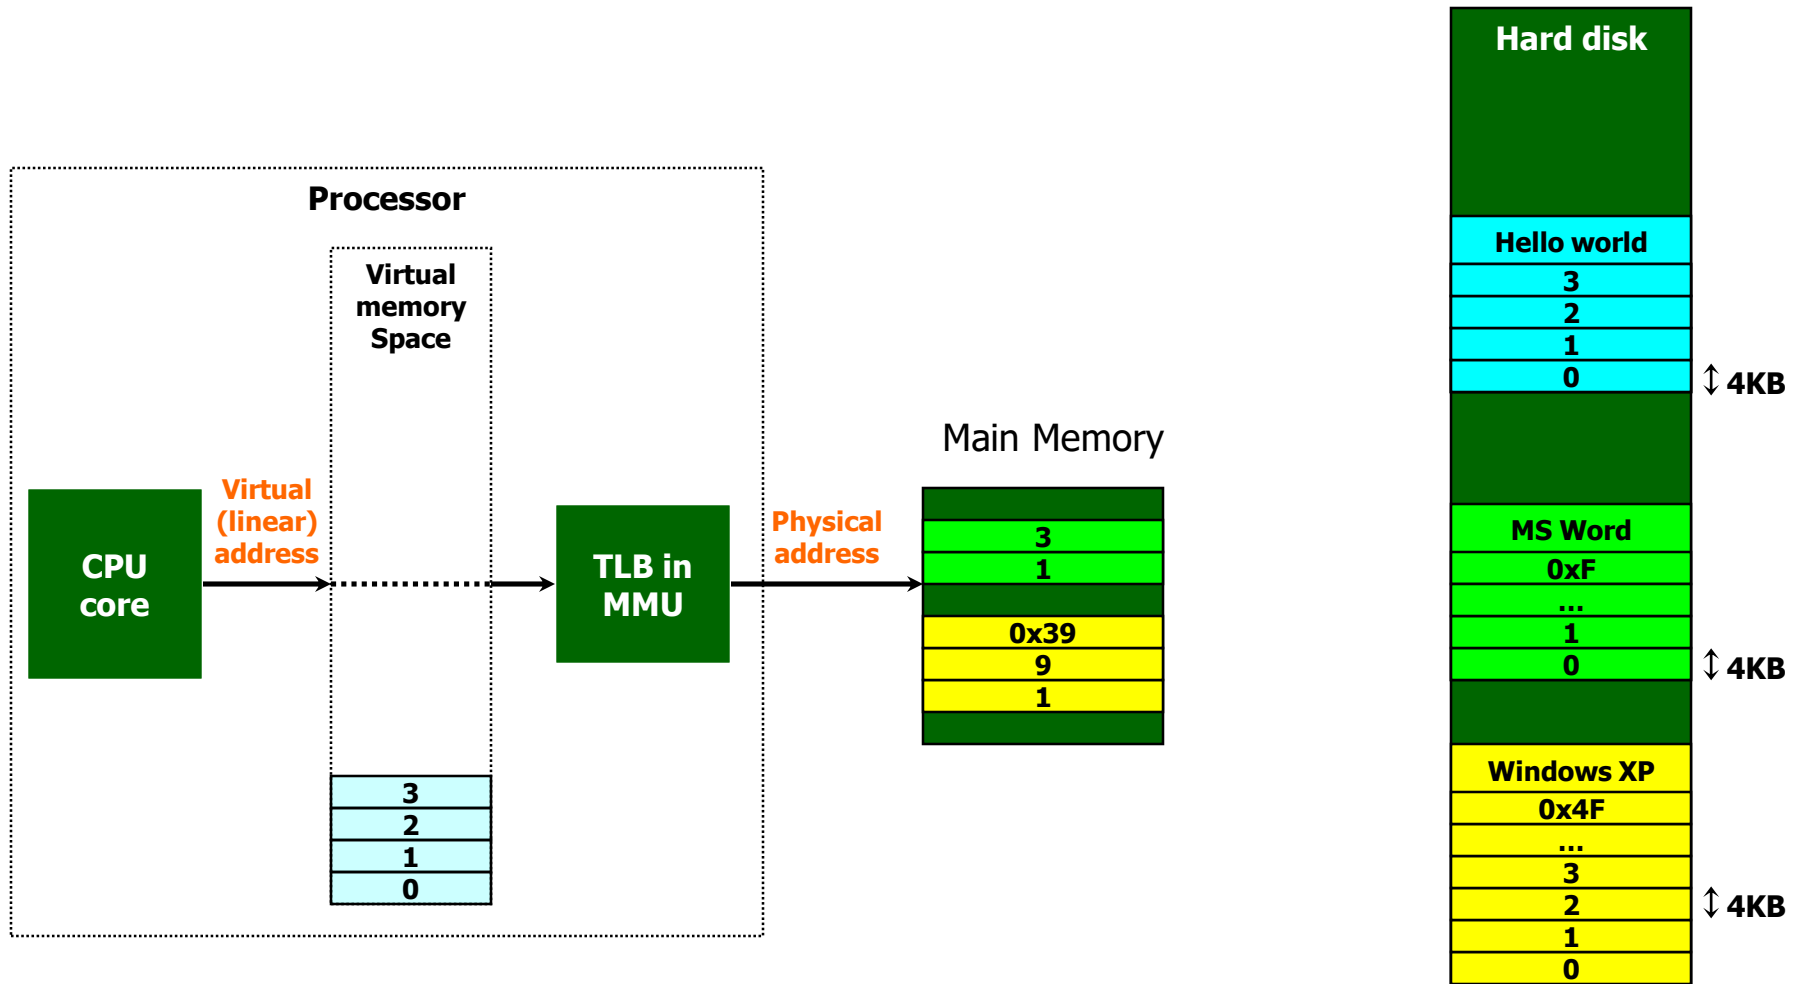 Hard disk
Processor
Virtual
memory
Space
Hello world
3
2
1
0
4KB
Main Memory
Virtual
(linear)
address
CPU
core
TLB in
MMU
Physical
address
3
1
0x39
9
1
MS Word
0xF
...
1
0
4KB
3
2
1
0
Windows XP
0x4F
...
3
2
1
0
4KB